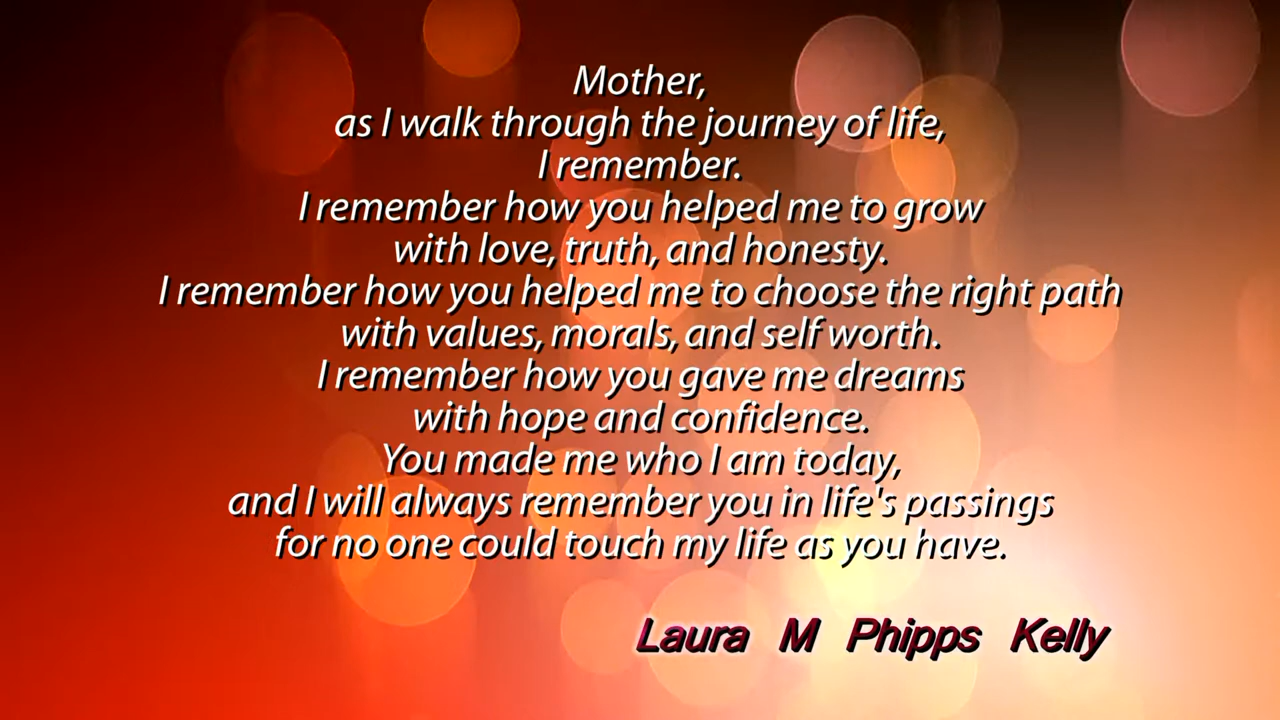 Mother,
as I walk through the journey of life,
I remember.
I remember how you helped me to grow
with love, truth, and honesty.
I remember how you helped me to choose the right path
with values, morals, and self worth.
I remember how you gave me dreams
with hope and confidence.
You made me who I am today,
and I will always remember you in life's passings
for no one could touch my life as you have.
Laura M Phipps Kelly